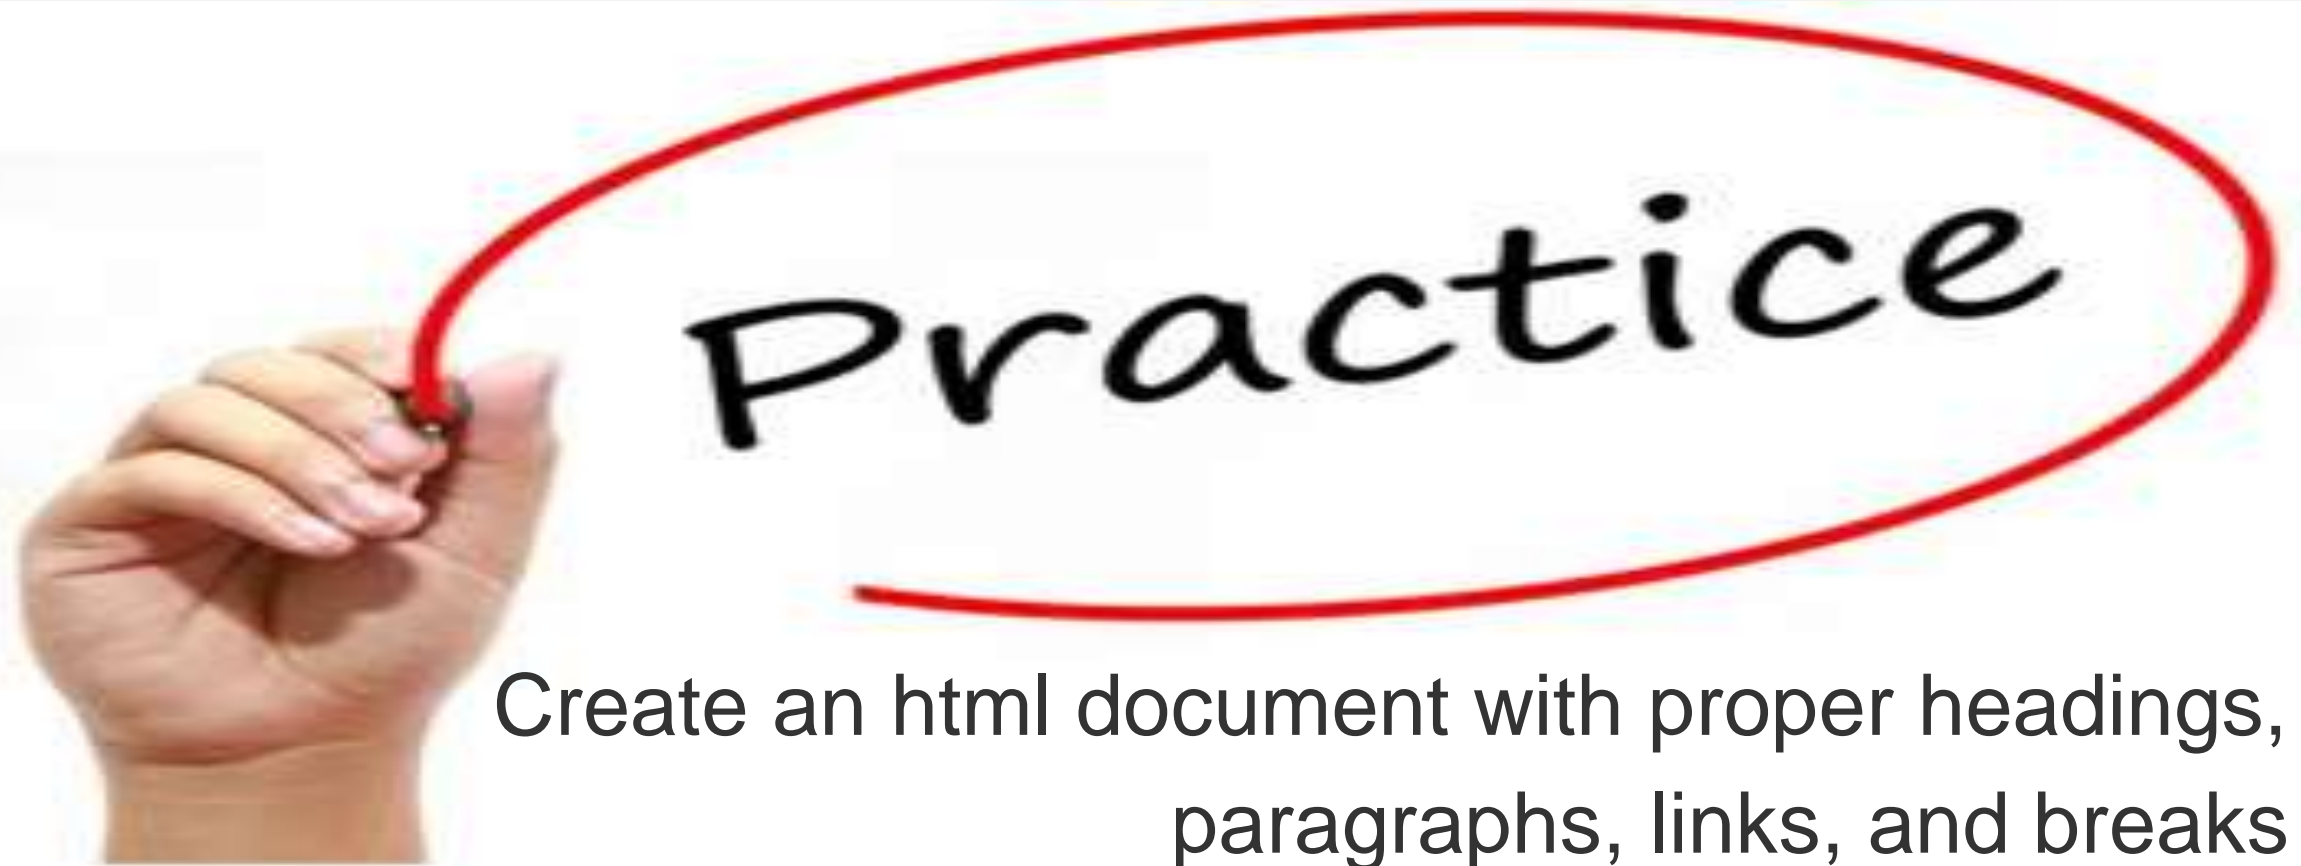 Practice
Create an html document with proper headings,
paragraphs, links, and breaks